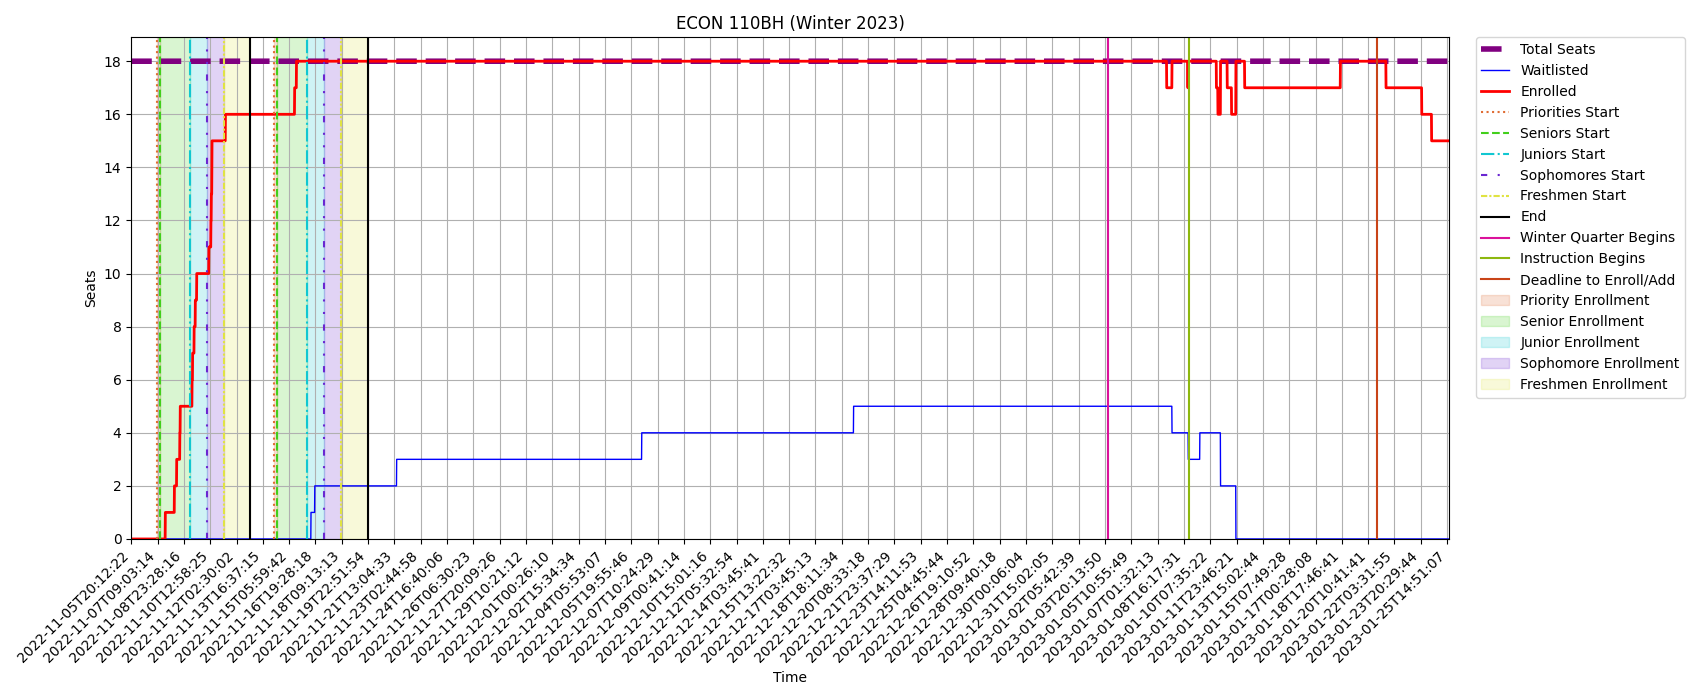 ECON 110BH (Winter 2023)
Total Seats
Waitlisted
Enrolled
Priorities Start
Seniors Start
Juniors Start
Sophomores Start
Freshmen Start
End
Winter Quarter Begins
Instruction Begins
Deadline to Enroll/Add
Priority Enrollment
Senior Enrollment
Junior Enrollment
Sophomore Enrollment
Freshmen Enrollment
Seats
18
16
14
12
10
8
6
4
2
0
2022-11-05T20:12:22
2022-11-07T09:03:14
2022-11-08T23:28:16
2022-11-10T12:58:25
2022-11-12T02:30:02
2022-11-13T16:37:15
2022-11-15T05:59:42
2022-11-16T19:28:18
2022-11-18T09:13:13
2022-11-19T22:51:54
2022-11-21T13:04:33
2022-11-23T02:44:58
2022-11-24T16:40:06
2022-11-26T06:30:23
2022-11-27T20:09:26
2022-11-29T10:21:12
2022-12-01T00:26:10
2022-12-02T15:34:34
2022-12-04T05:53:07
2022-12-05T19:55:46
2022-12-07T10:24:29
2022-12-09T00:41:14
2022-12-10T15:01:16
2022-12-12T05:32:54
2022-12-14T03:45:41
2022-12-15T13:22:32
2022-12-17T03:45:13
2022-12-18T18:11:34
2022-12-20T08:33:18
2022-12-21T23:37:29
2022-12-23T14:11:53
2022-12-25T04:45:44
2022-12-26T19:10:52
2022-12-28T09:40:18
2022-12-30T00:06:04
2022-12-31T15:02:05
2023-01-02T05:42:39
2023-01-03T20:13:50
2023-01-05T10:55:49
2023-01-07T01:32:13
2023-01-08T16:17:31
2023-01-10T07:35:22
2023-01-11T23:46:21
2023-01-13T15:02:44
2023-01-15T07:49:28
2023-01-17T00:28:08
2023-01-18T17:46:41
2023-01-20T10:41:41
2023-01-22T03:31:55
2023-01-23T20:29:44
2023-01-25T14:51:07
Time